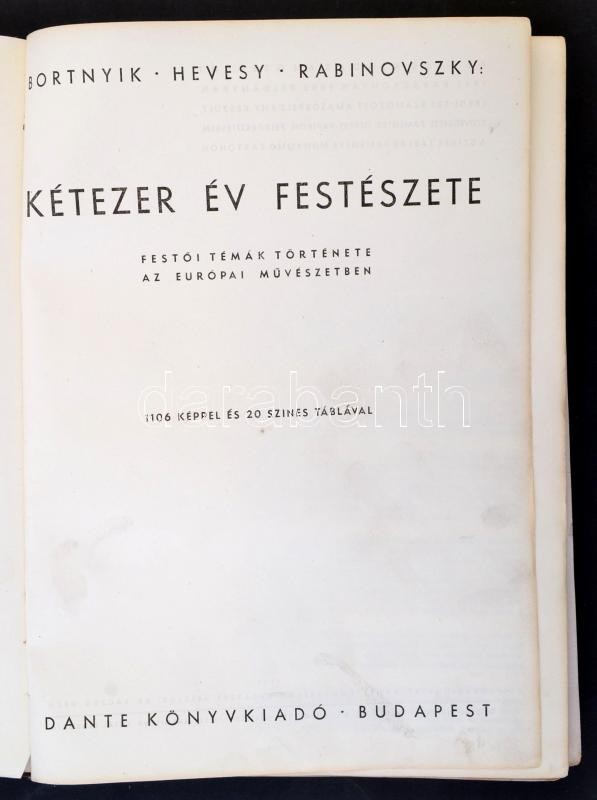 BORTNYIK · HEVESY · RABINOVSZKY:
KÉTEZER ÉV FESTÉSZETE
FESTŐI TÉMÁK TÖRTÉNETE
AZ EURÓPAI MŰVÉSZETBEN
darabanth
1106 KÉPPEL ÉS 20 SZINES TÁBLÁVAL
DANTE KÖNYVKIADÓ · BUDAPEST